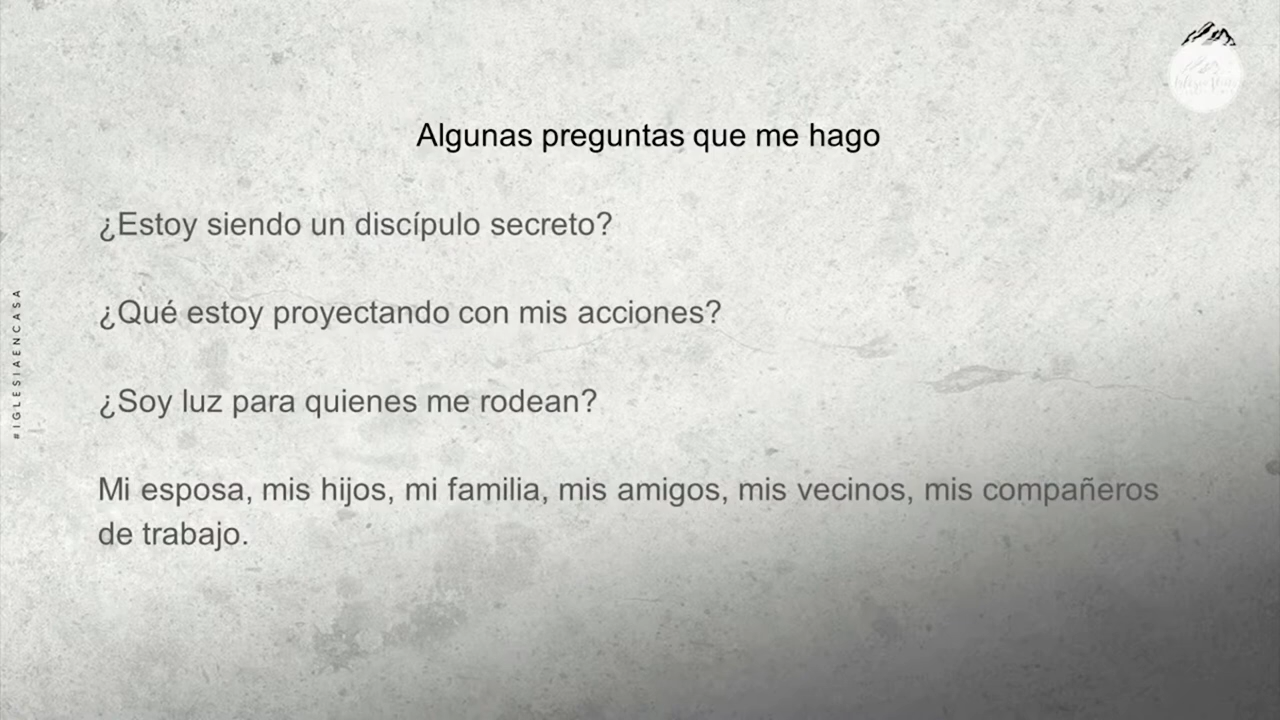 Algunas preguntas que me hago
¿Estoy siendo un discípulo secreto?
¿Qué estoy proyectando con mis acciones?
¿Soy luz para quienes me rodean?
Mi esposa, mis hijos, mi familia, mis amigos, mis vecinos, mis compañeros
de trabajo.
#IGLESIAENCASA